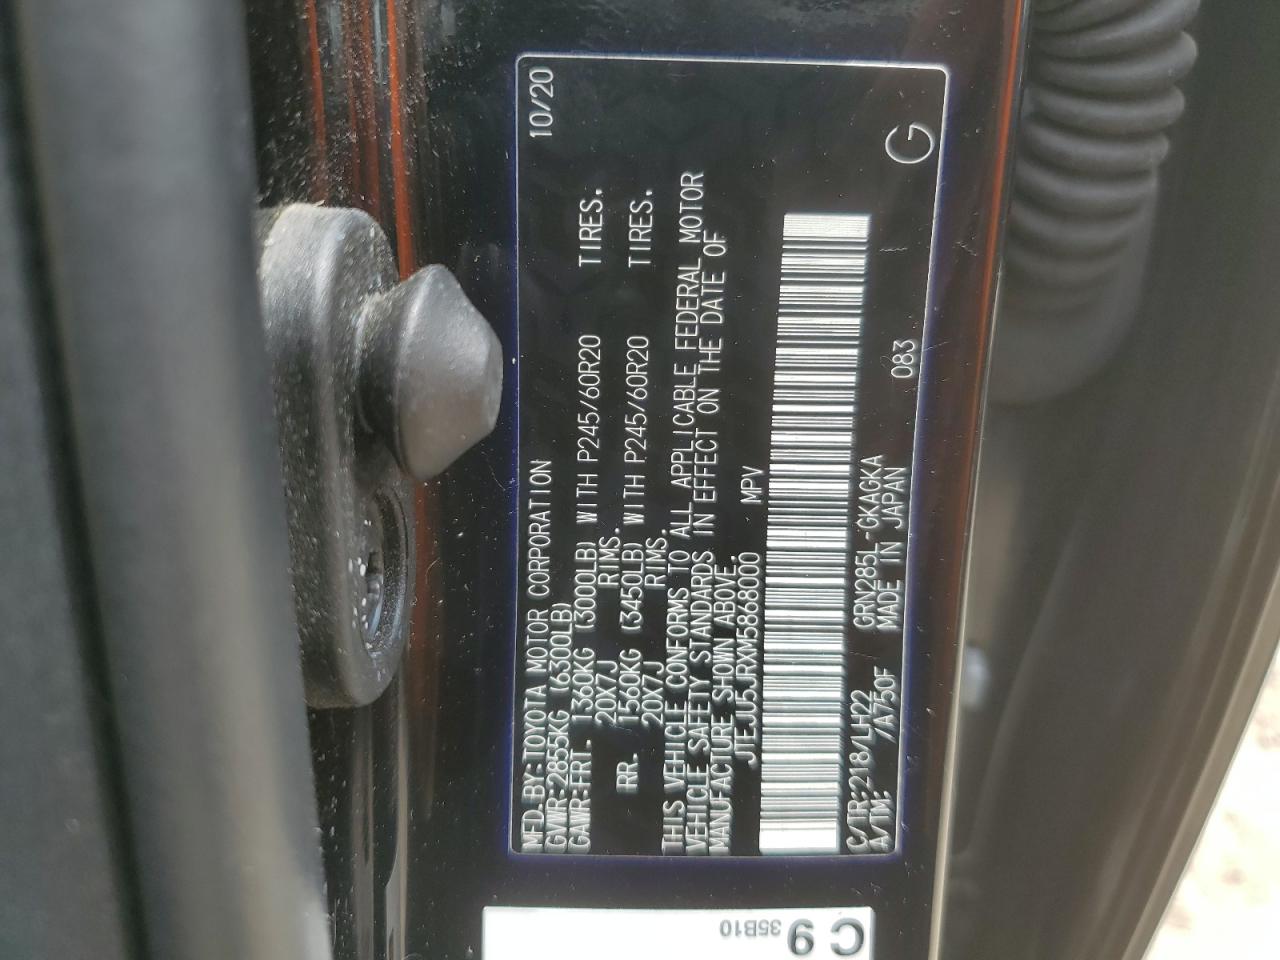 MFD.BY:TOYOTA MOTOR CORPORATION 10/20
GVWR:2855KG (6300LB)
GAWR:FRT. 1360KG (3000LB) WITH P245/60R20 TIRES.
20X7J RIMS.
RR. 1560KG (3450LB) WITH P245/60R20 TIRES.
20X7J RIMS.
THIS VEHICLE CONFORMS TO ALL APPLICABLE FEDERAL MOTOR
VEHICLE SAFETY STANDARDS IN EFFECT ON THE DATE OF
MANUFACTURE SHOWN ABOVE.
JTEJU5JRXM5868000 MPV
C/TR:218/LH22 GRN285L-GKAGKA 083 G
A/TM: /A750F MADE IN JAPAN
C 9
35B10